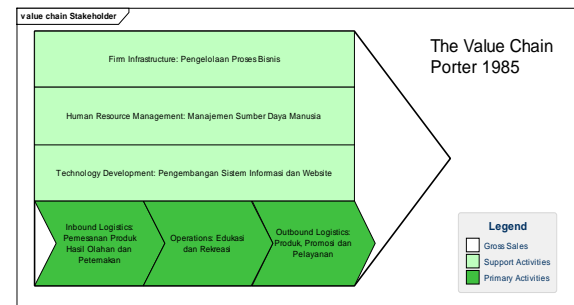 value chain Stakeholder
The Value Chain
Porter 1985
Firm Infrastructure: Pengelolaan Proses Bisnis
Human Resource Management: Manajemen Sumber Daya Manusia
Technology Development: Pengembangan Sistem Informasi dan Website
Inbound Logistics:
Pemesanan Produk
Hasil Olahan dan
Peternakan
Operations: Edukasi
dan Rekreasi
Outbound Logistics:
Produk, Promosi dan
Pelayanan
Legend
Gross Sales
Support Activities
Primary Activities